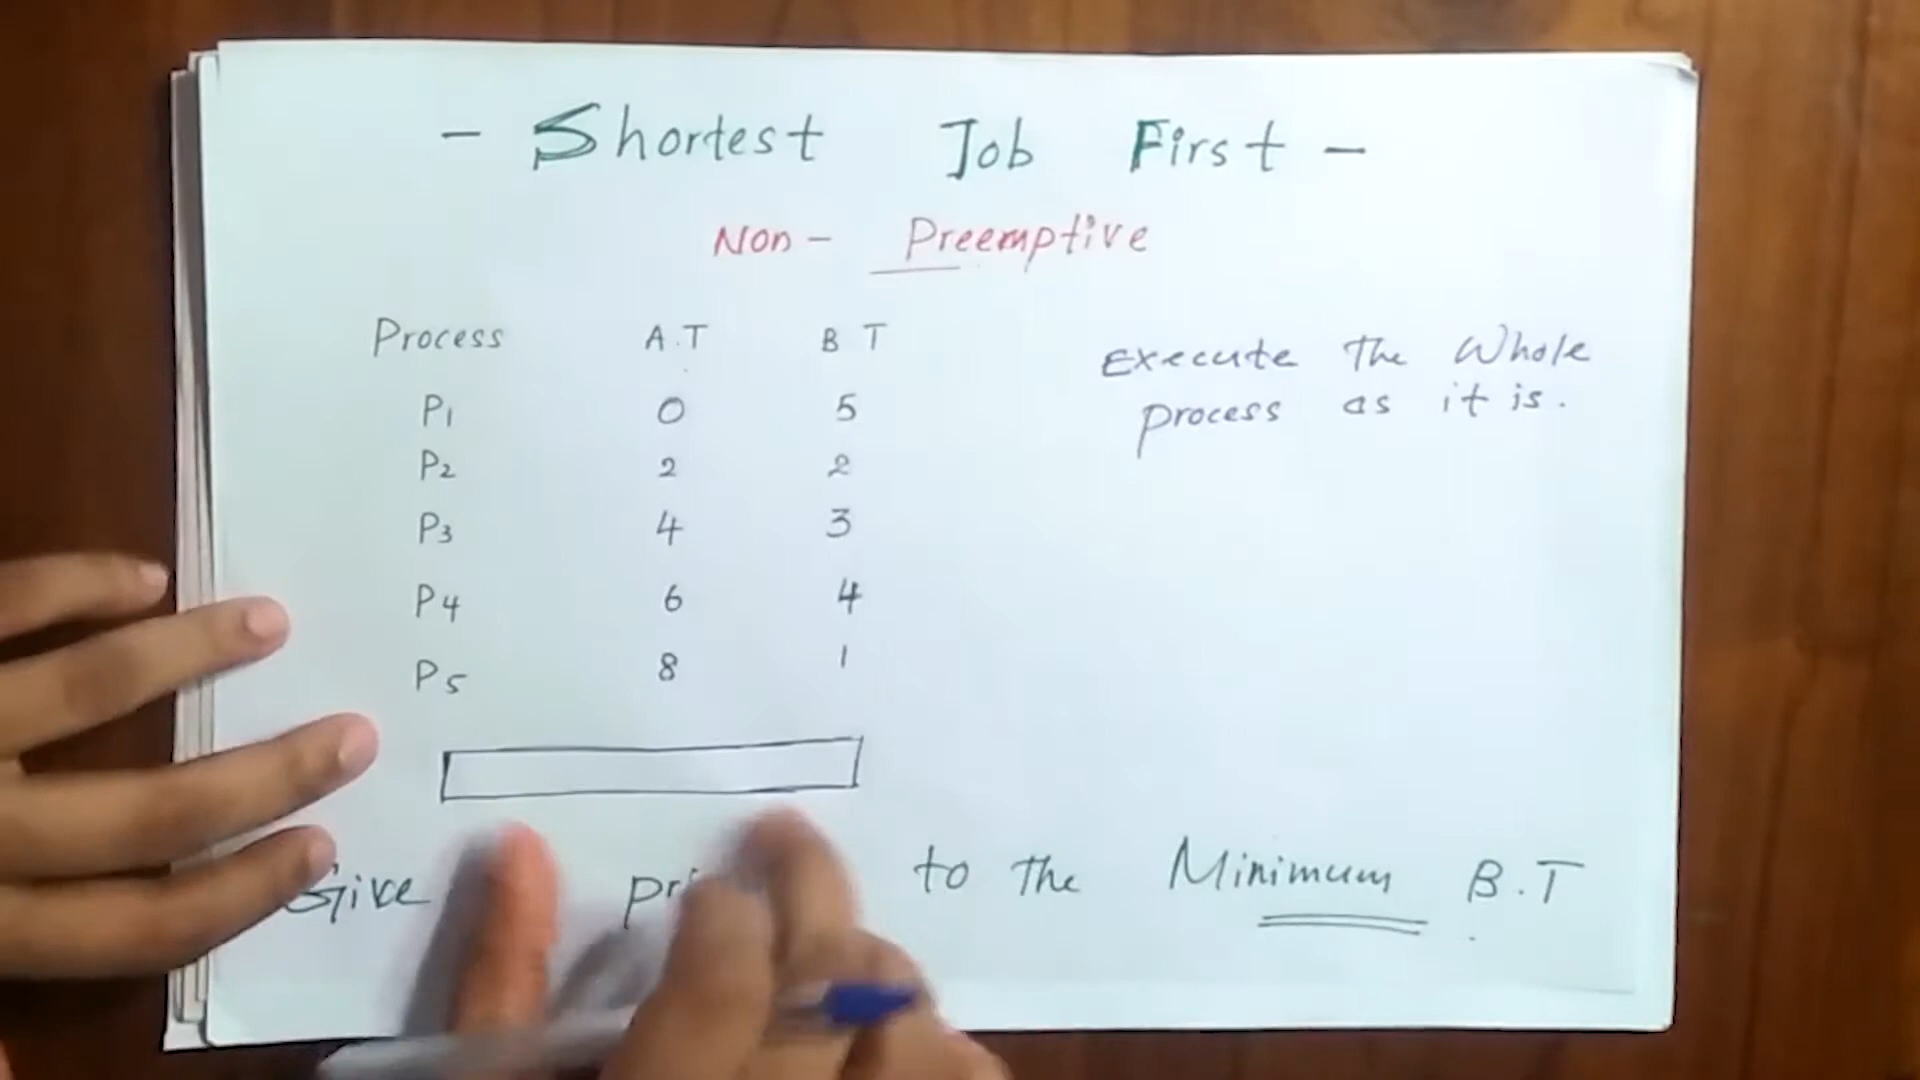 - Shortest Job First -
Non - Preemptive
Process A.T B T
P1 0 5
P2 2 2
P3 4 3
P4 6 4
P5 8 1
Execute The Whole
process as it is.
Give to the Minimum B.T